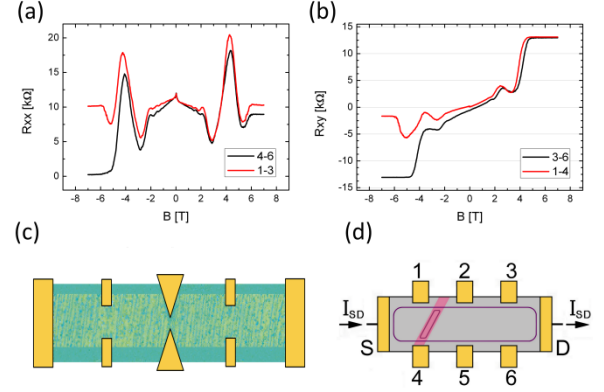 (a)
(b)
Rxx [kΩ]
20
15
10
5
0
4-6
1-3
-8 -6 -4 -2 0 2 4 6 8
B [T]
Rxy [kΩ]
15
10
5
0
-5
-10
-15
3-6
1-4
-8 -6 -4 -2 0 2 4 6 8
B [T]
(c)
(d)
1 2 3
I_SD I_SD
S D
4 5 6